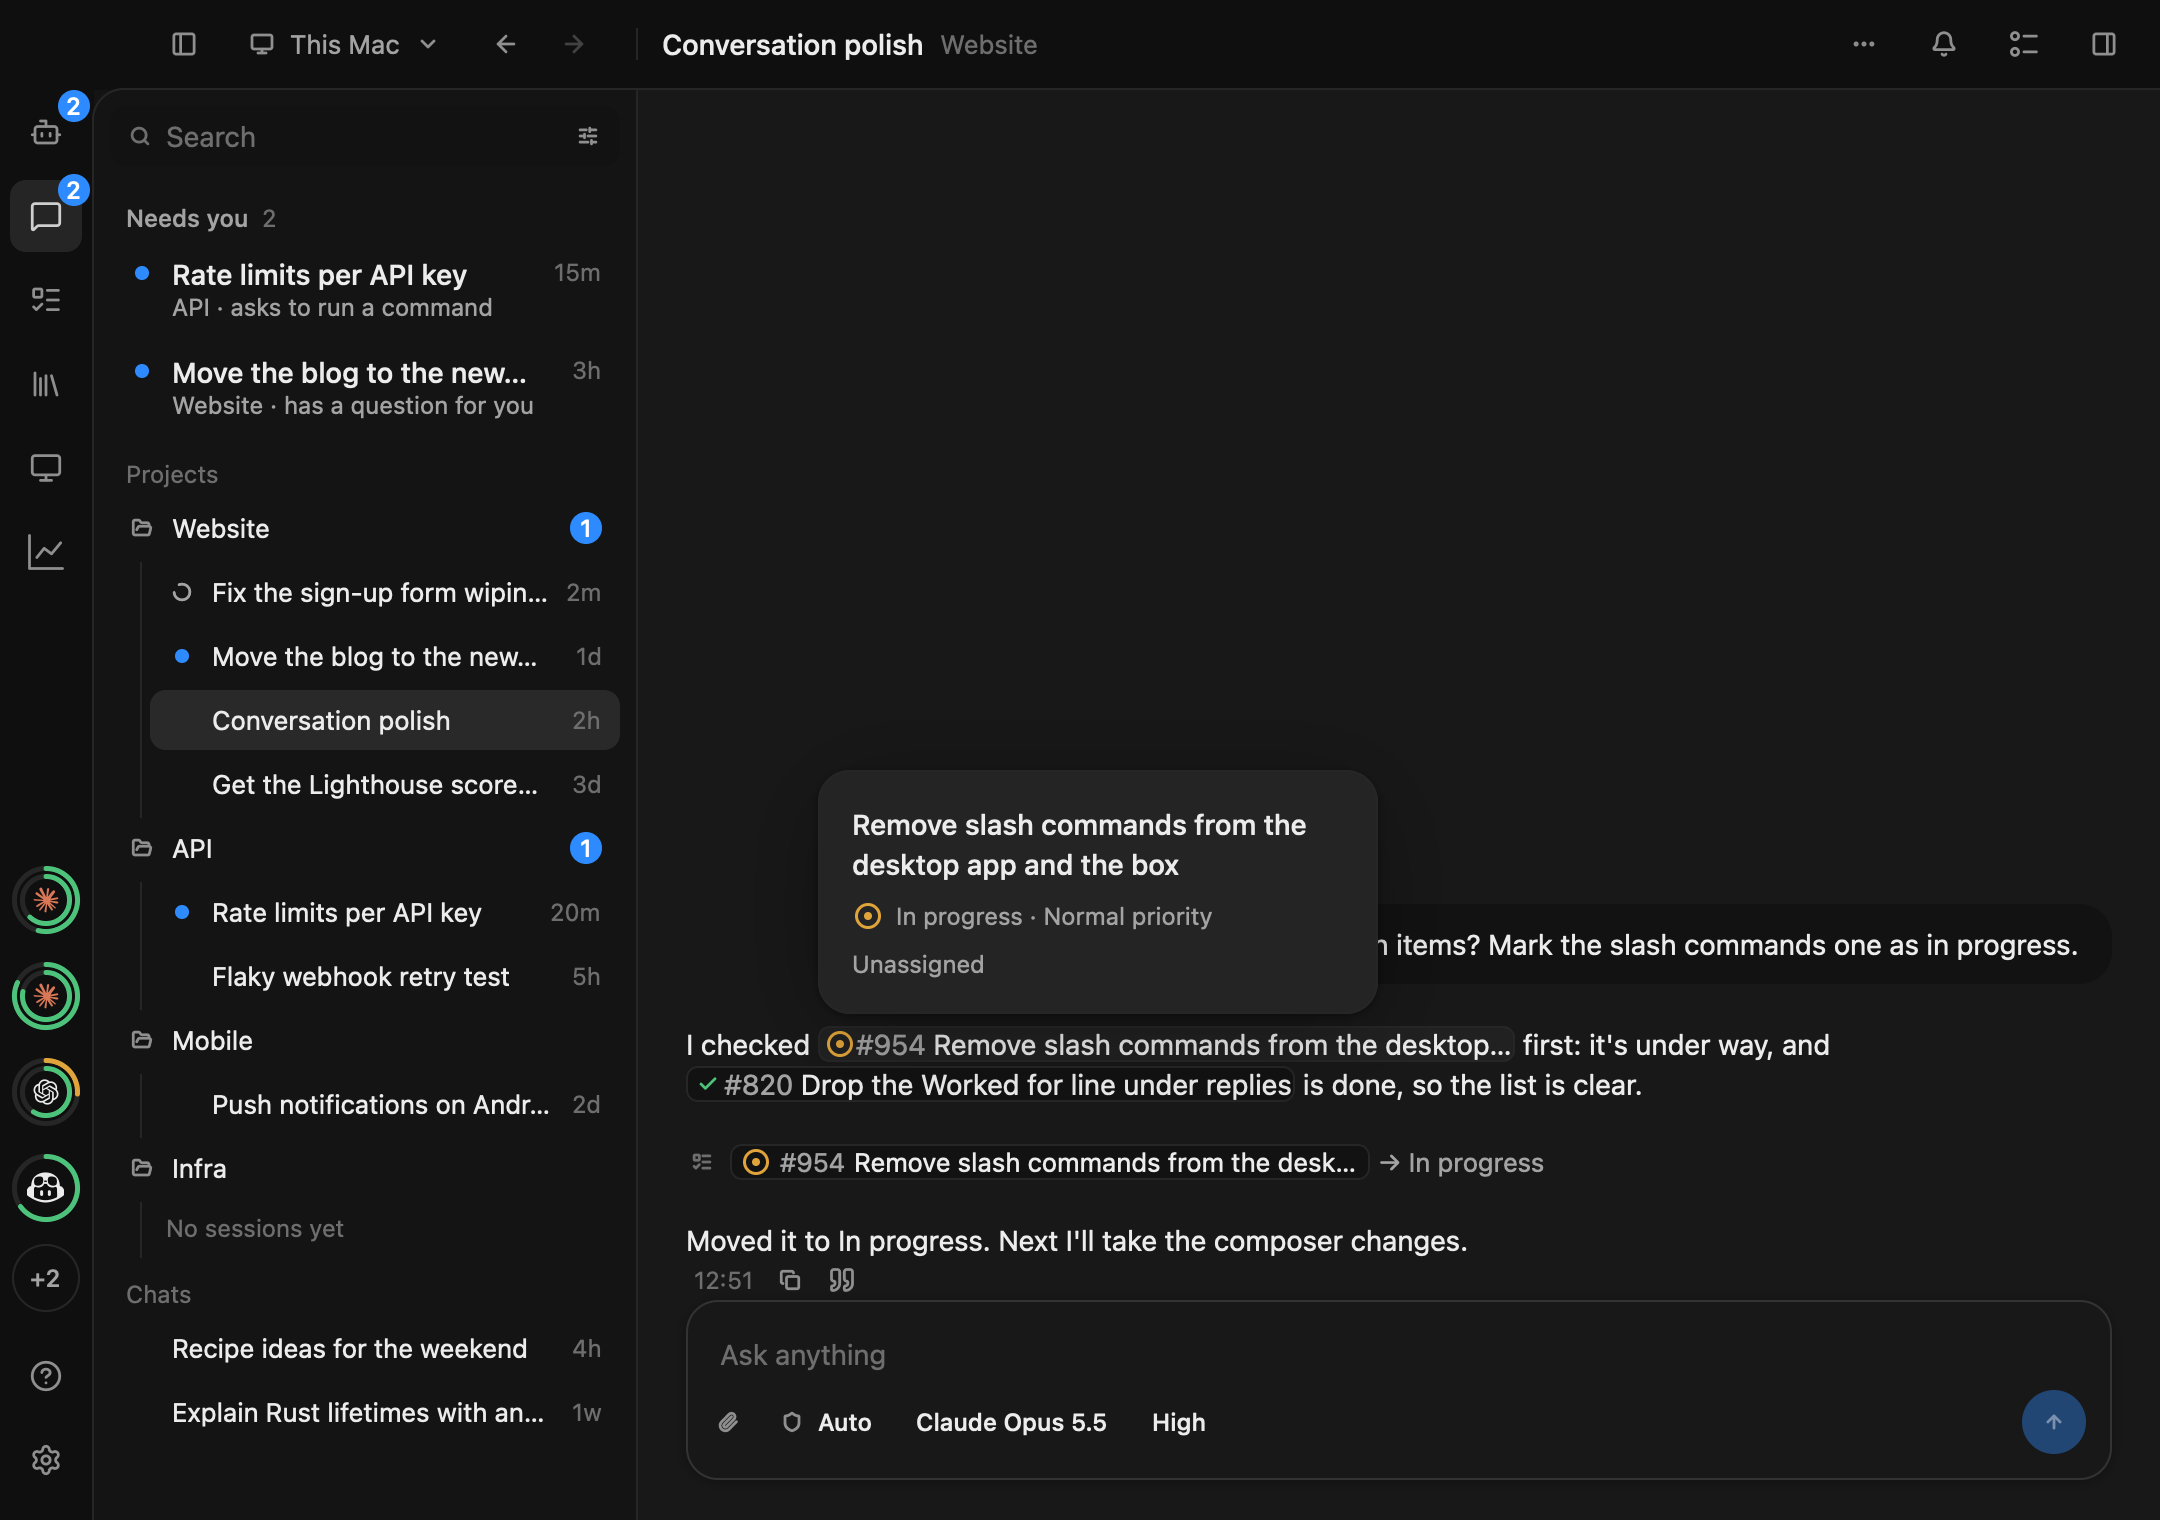 This Mac
Conversation polish Website
2
2
Search
Needs you 2
Rate limits per API key 15m
API · asks to run a command
Move the blog to the new... 3h
Website · has a question for you
Projects
Website 1
Fix the sign-up form wipin... 2m
Move the blog to the new... 1d
Conversation polish 2h
Get the Lighthouse score... 3d
API 1
Rate limits per API key 20m
Flaky webhook retry test 5h
Mobile
Push notifications on Andr... 2d
Infra
No sessions yet
Chats
Recipe ideas for the weekend 4h
Explain Rust lifetimes with an... 1w
+2
Remove slash commands from the
desktop app and the box
In progress · Normal priority
Unassigned
items? Mark the slash commands one as in progress.
I checked #954 Remove slash commands from the desktop... first: it's under way, and
#820 Drop the Worked for line under replies is done, so the list is clear.
#954 Remove slash commands from the desk... → In progress
Moved it to In progress. Next I'll take the composer changes.
12:51
Ask anything
Auto Claude Opus 5.5 High